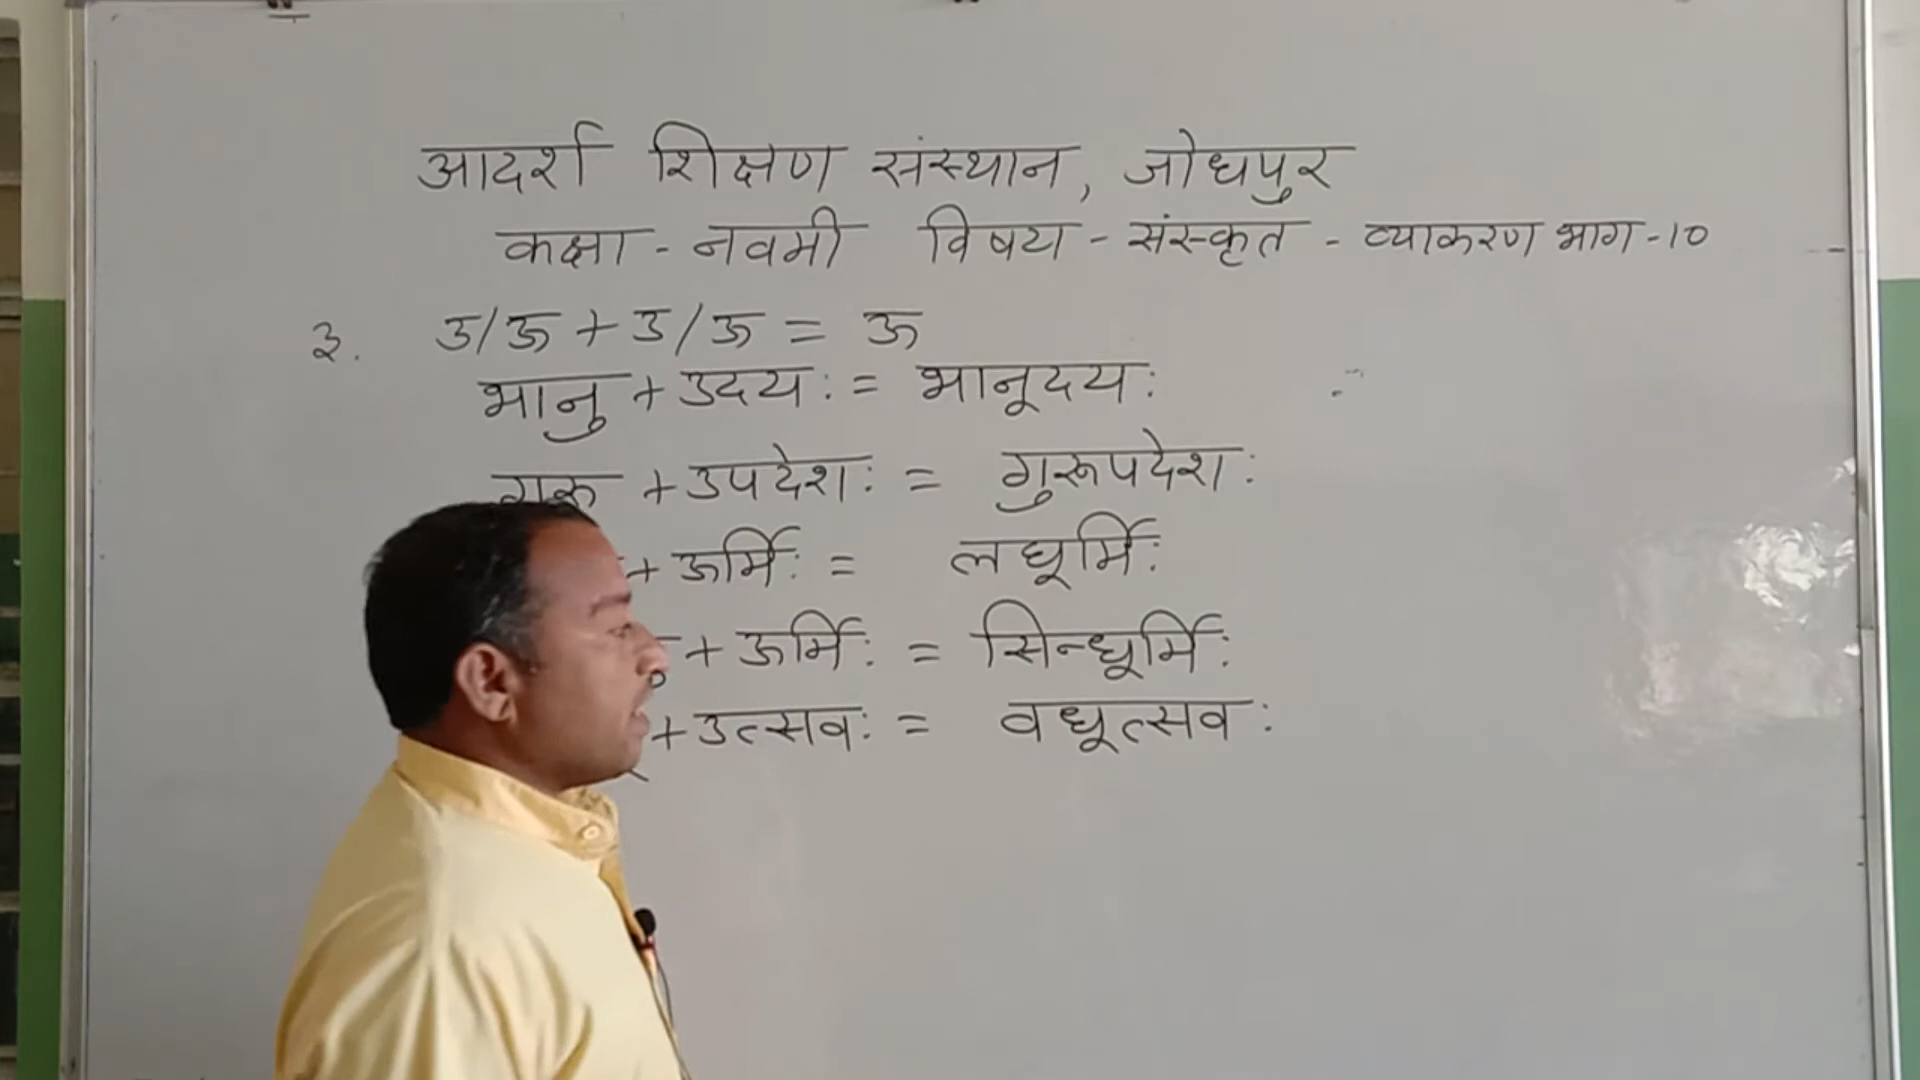 आदर्श शिक्षण संस्थान, जोधपुर
कक्षा - नवमी विषय - संस्कृत - व्याकरण भाग -10
३. उ/ऊ + उ/ऊ = ऊ
भानु + उदय: = भानूदय:
गुरु + उपदेश: = गुरूपदेश:
+ ऊर्मि: = लघूर्मि:
+ ऊर्मि: = सिन्धूर्मि:
+ उत्सव: = वधूत्सव: